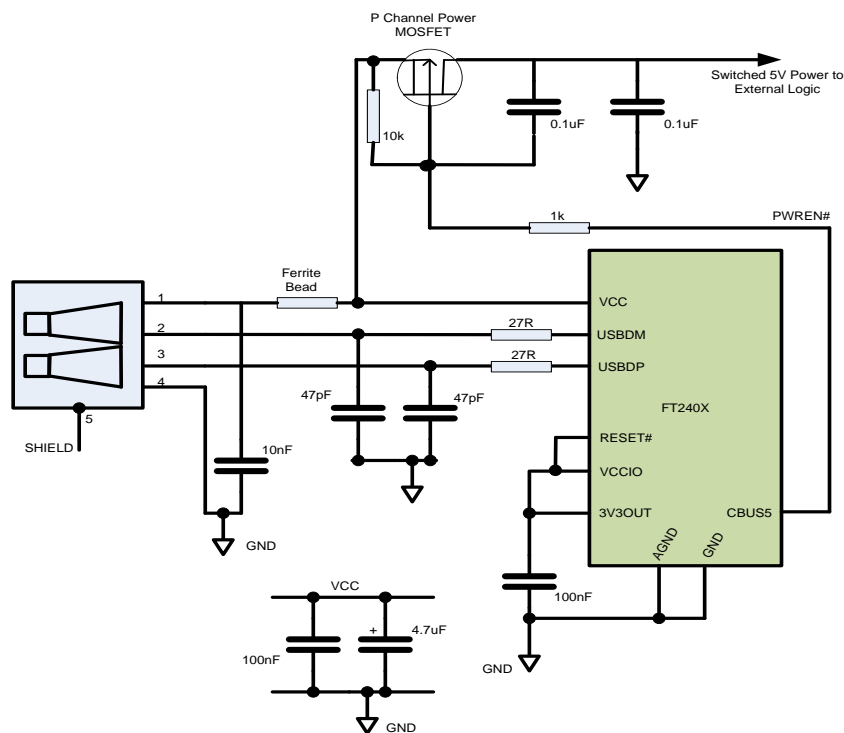 P Channel Power
MOSFET
Switched 5V Power to
External Logic
0.1uF
0.1uF
10k
1k
PWREN#
Ferrite
Bead
1
VCC
2
27R
USBDM
3
27R
USBDP
4
47pF
47pF
FT240X
5
SHIELD
RESET#
10nF
VCCIO
3V3OUT
CBUS5
AGND
GND
GND
100nF
VCC
+
4.7uF
100nF
GND
GND